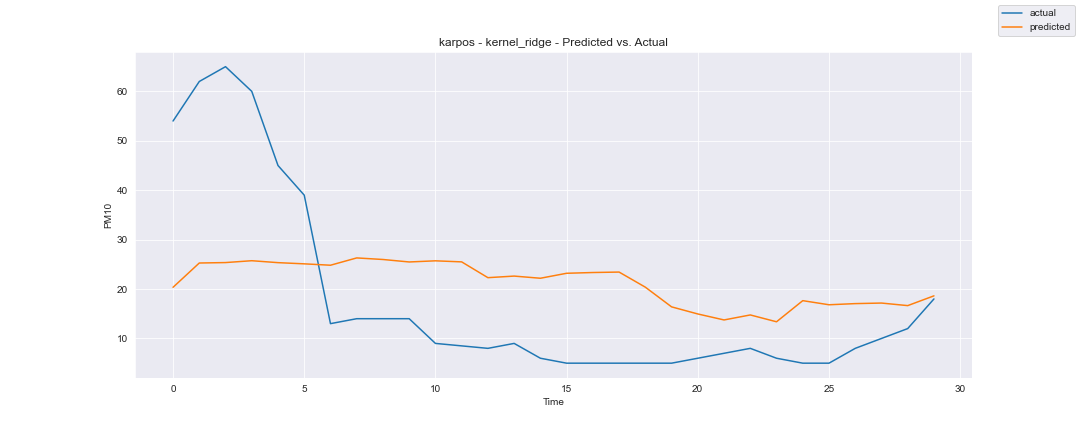 actual
predicted
karpos - kernel_ridge - Predicted vs. Actual
60
50
40
30
20
10
PM10
0 5 10 15 20 25 30
Time